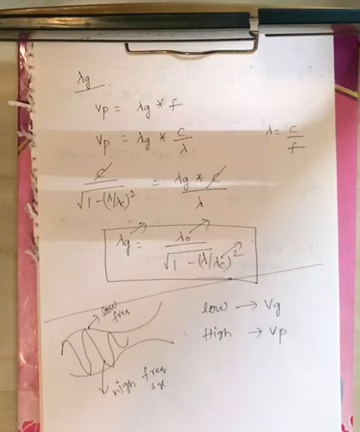 λg
vp = λg * f
vp = λg * c/λ
λ = c/f
c/√1-(λ/λc)² = λg * c/λ
λg = λ₀/√1-(λ/λc)²
low freq
low → Vg
High → Vp
high freq